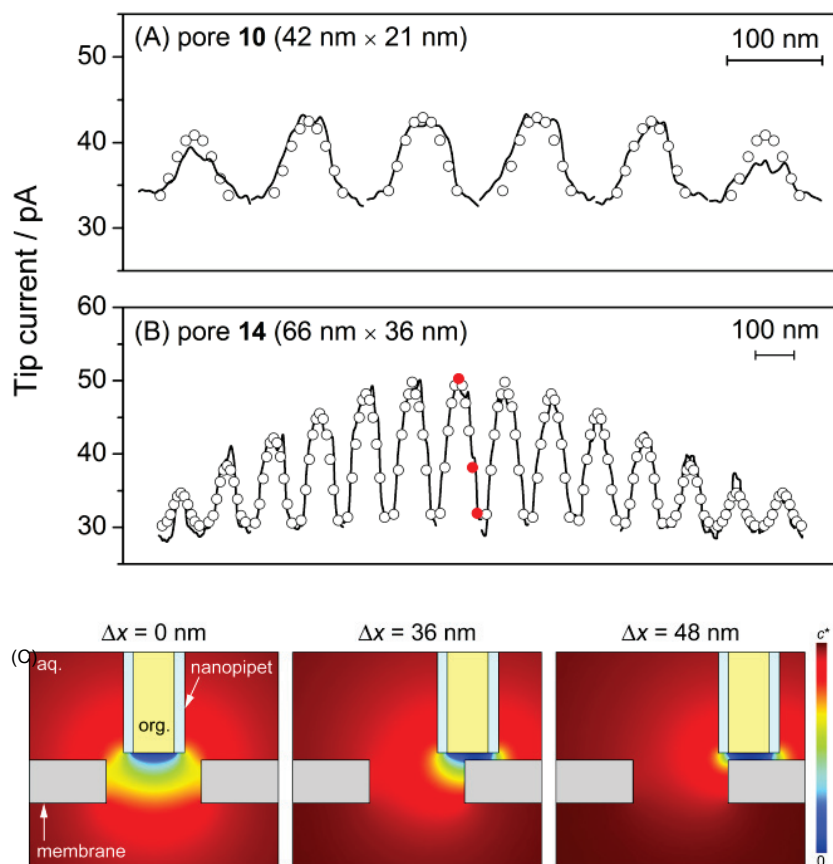 (A) pore 10 (42 nm × 21 nm)
100 nm
50
40
30
Tip current / pA
60
(B) pore 14 (66 nm × 36 nm)
100 nm
50
40
30
Δx = 0 nm
Δx = 36 nm
Δx = 48 nm
c*
(C)
aq.
nanopipet
org.
membrane
0